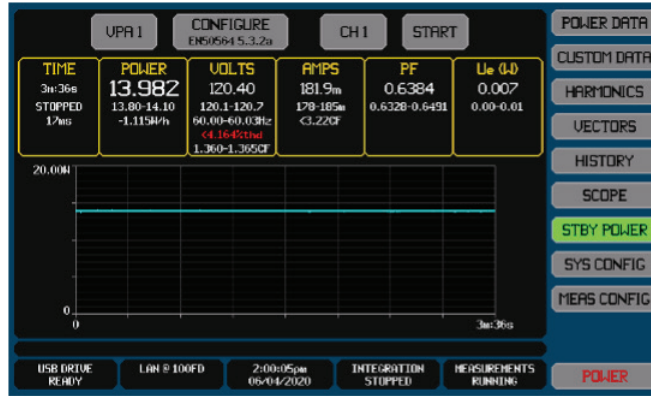 VPA 1
CONFIGURE
EN50564 5.3.2a
CH 1
START
POWER DATA
CUSTOM DATA
HARMONICS
VECTORS
HISTORY
SCOPE
STBY POWER
SYS CONFIG
MEAS CONFIG
POWER
TIME
3m:36s
STOPPED
17ms
POWER
13.982
13.80-14.10
-1.115W/h
VOLTS
120.40
120.1-120.7
60.00-60.03Hz
<4.164%thd
1.360-1.365CF
AMPS
181.9m
178-185m
<3.22CF
PF
0.6384
0.6328-0.6491
Ue (W)
0.007
0.00-0.01
20.00W
0
0
3m:36s
USB DRIVE
READY
LAN @ 100FD
2:00:05pm
06/04/2020
INTEGRATION
STOPPED
MEASUREMENTS
RUNNING